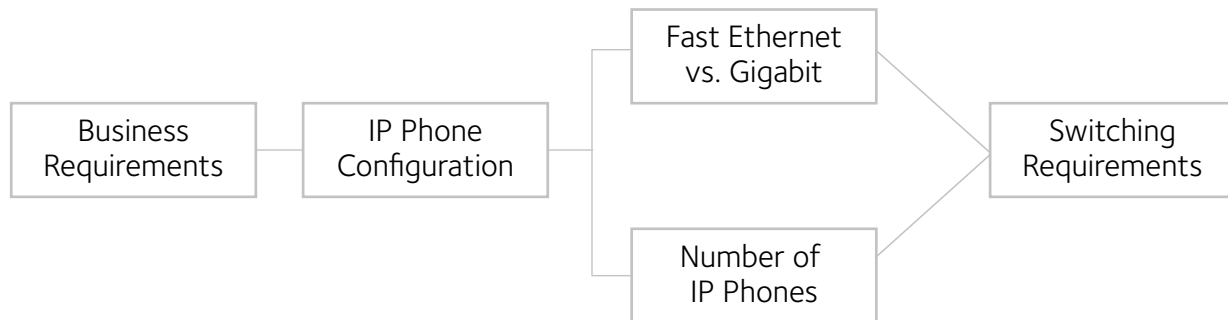 Business
Requirements
IP Phone
Configuration
Fast Ethernet
vs. Gigabit
Number of
IP Phones
Switching
Requirements